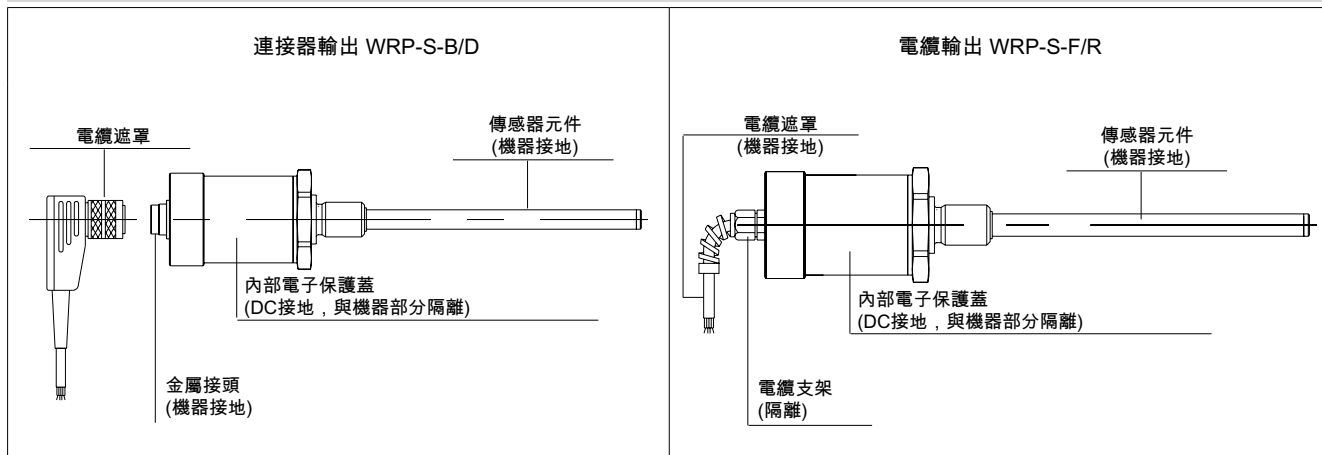 連接器輸出 WRP-S-B/D
電纜遮罩
傳感器元件
(機器接地)
內部電子保護蓋
(DC接地，與機器部分隔離)
金屬接頭
(機器接地)
電纜輸出 WRP-S-F/R
電纜遮罩
(機器接地)
傳感器元件
(機器接地)
內部電子保護蓋
(DC接地，與機器部分隔離)
電纜支架
(隔離)